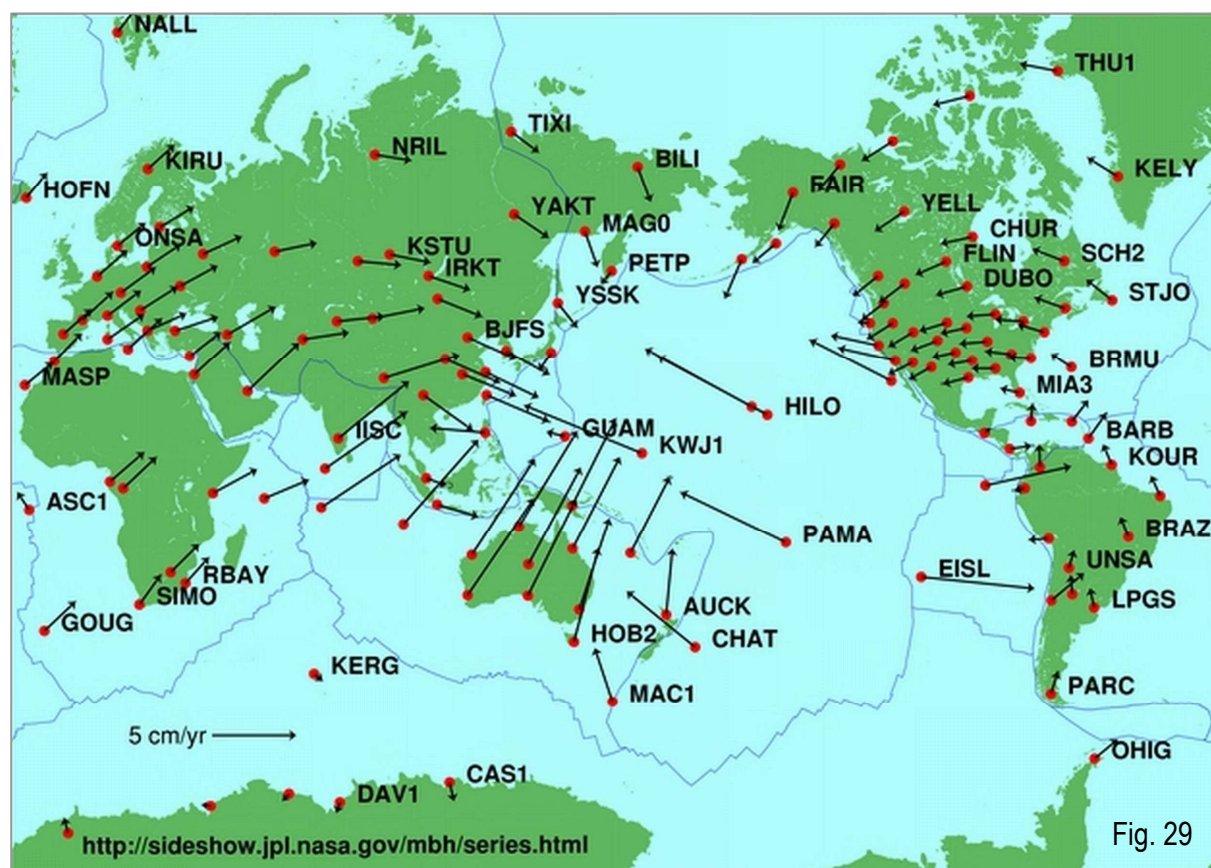 NALL
THU1
TIXI
NRIL
KIRU
BILI
HOFN
KELY
FAIR
YELL
YAKT
MAG0
ONSA
CHUR
KSTU
FLIN
SCH2
PETP
IRKT
DUBO
YSSK
STJO
BJFS
BRMU
MASP
MIA3
HILO
IISC
GUAM
BARB
KWJ1
KOUR
ASC1
BRAZ
PAMA
UNSA
EISL
RBAY
SIMO
LPGS
AUCK
GOUG
HOB2
CHAT
KERG
PARC
MAC1
5 cm/yr
OHIG
CAS1
DAV1
Fig. 29
http://sideshow.jpl.nasa.gov/mbh/series.html